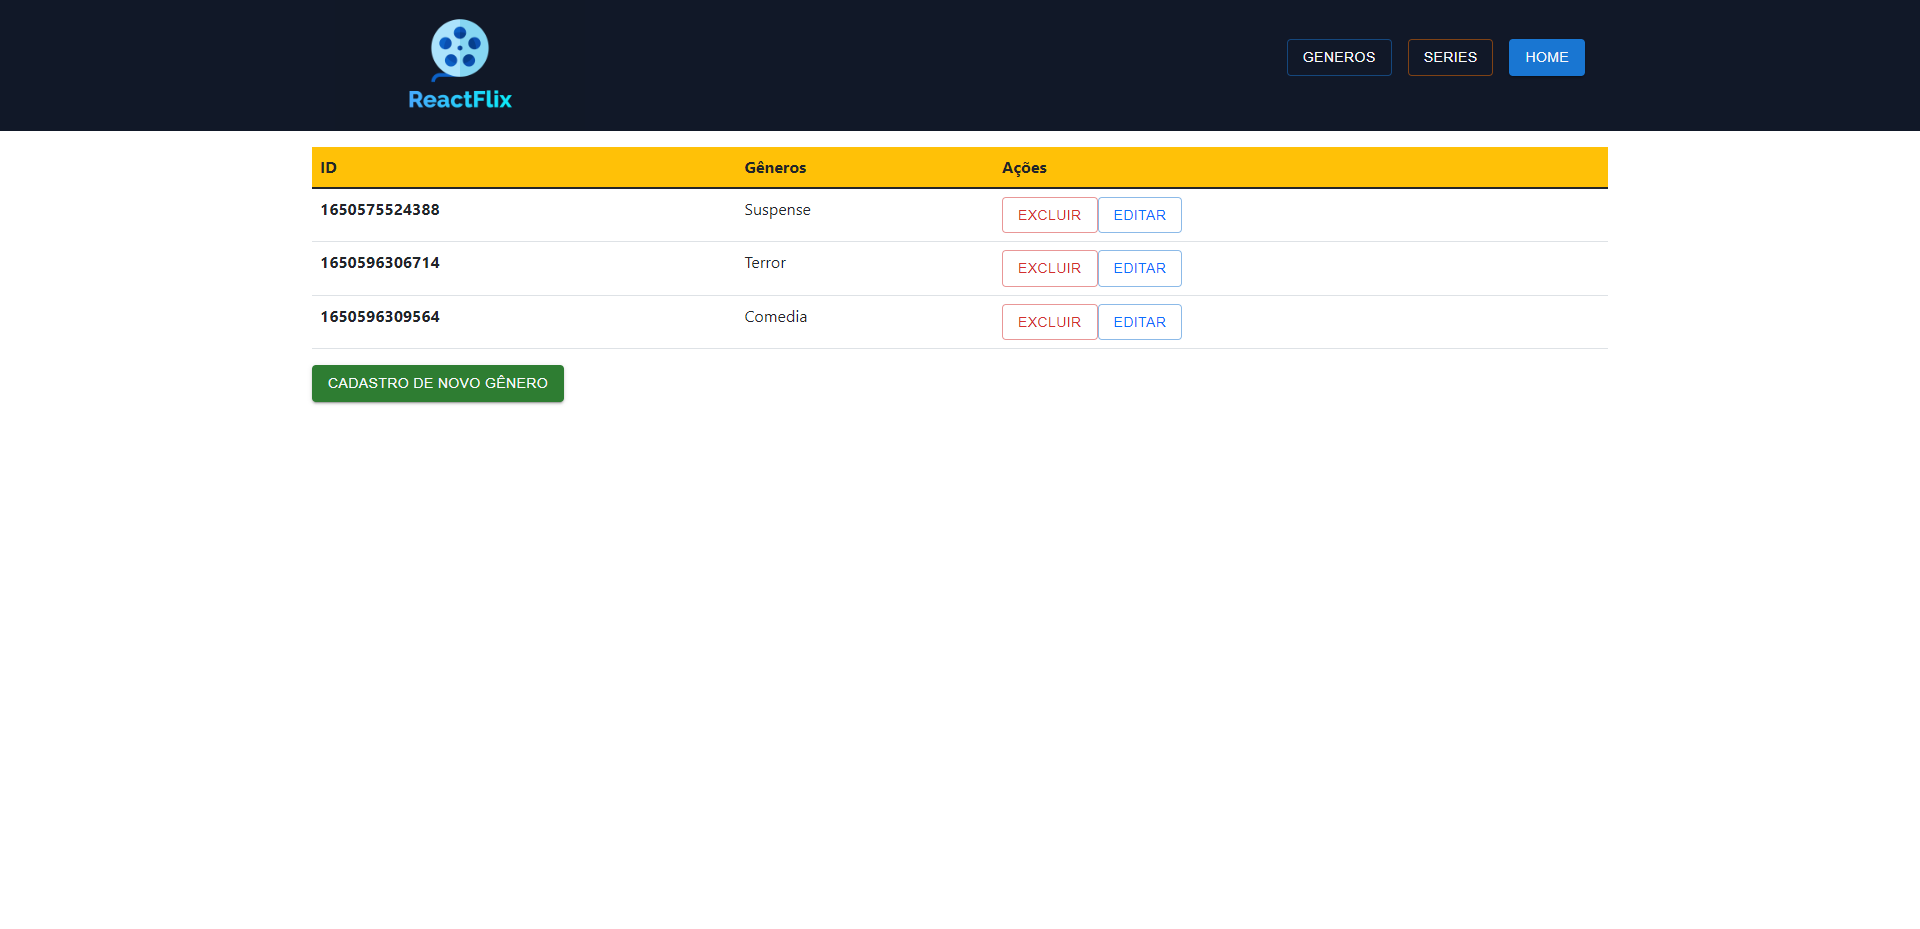 ReactFlix
GENEROS SERIES HOME
ID Gêneros Ações
1650575524388 Suspense EXCLUIR EDITAR
1650596306714 Terror EXCLUIR EDITAR
1650596309564 Comedia EXCLUIR EDITAR
CADASTRO DE NOVO GÊNERO